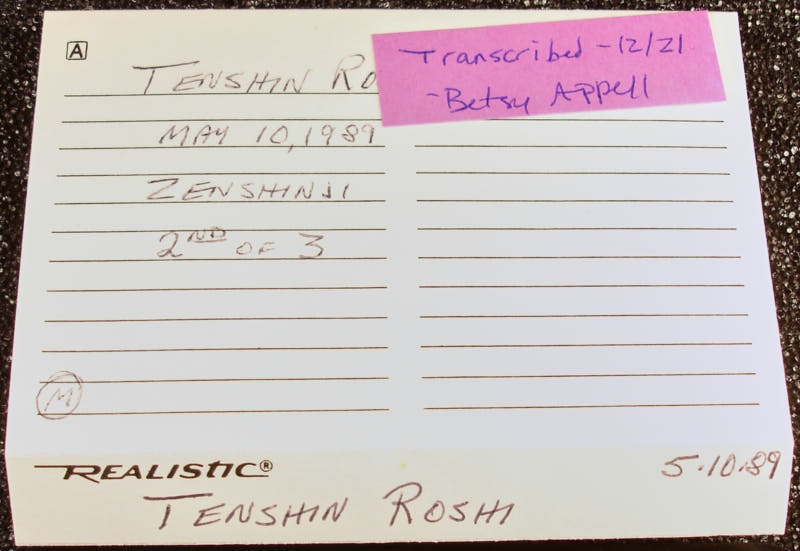 A
TENSHIN RO
Transcribed - 12/21
- Betsy Appell
MAY 10, 1989
ZENSHINJI
2ND OF 3
M
REALISTIC®
5·10·89
TENSHIN ROSHI